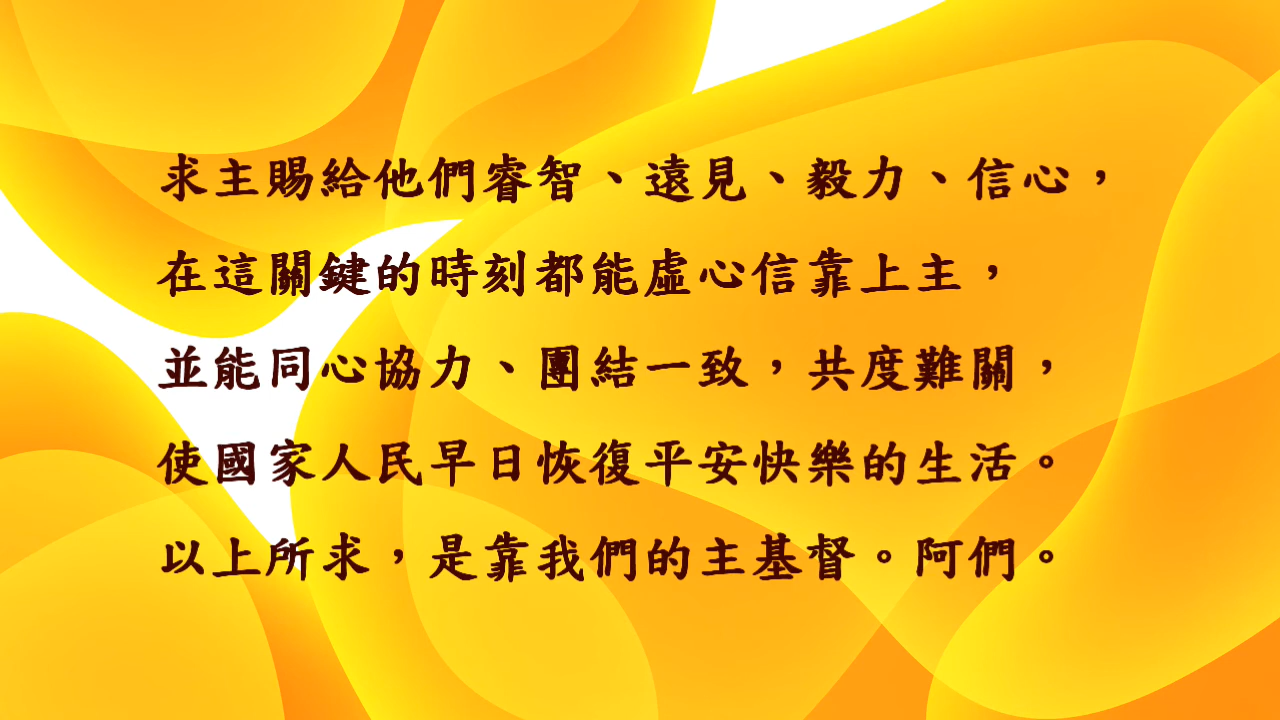 求主賜給他們睿智、遠見、毅力、信心，
在這關鍵的時刻都能虛心信靠上主，
並能同心協力、團結一致，共度難關，
使國家人民早日恢復平安快樂的生活。
以上所求，是靠我們的主基督。阿們。